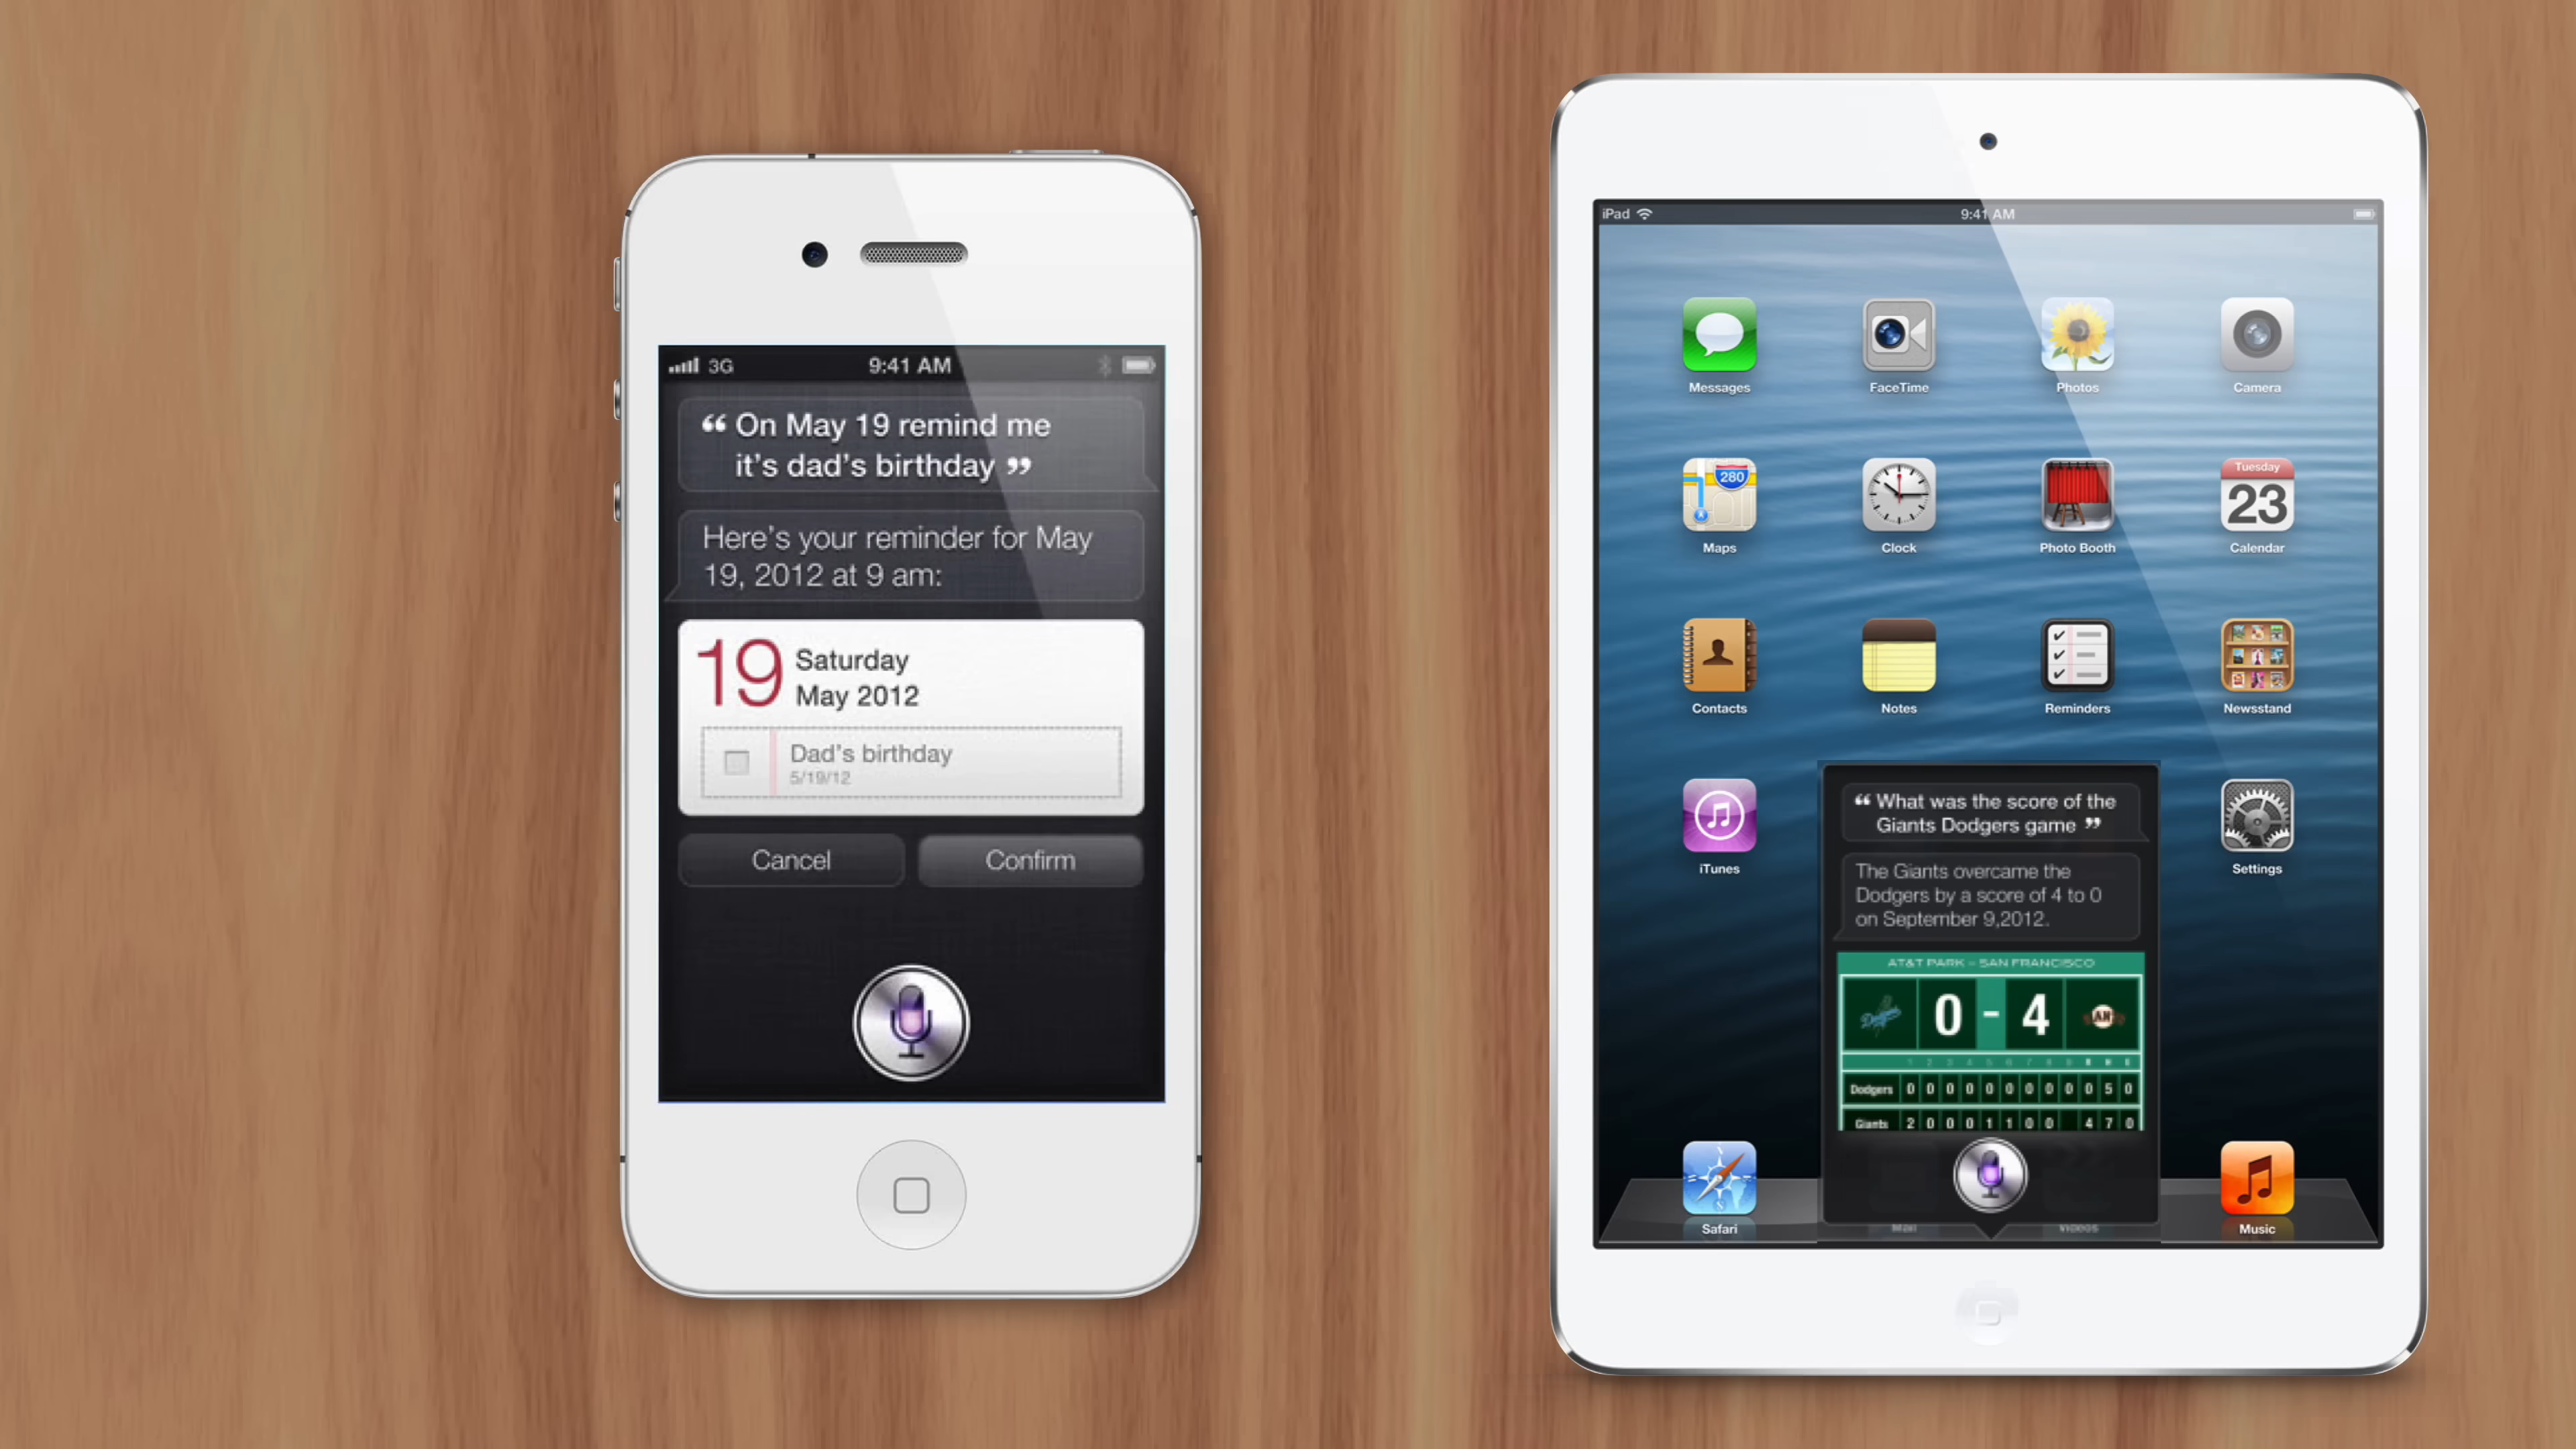 3G 9:41 AM
“ On May 19 remind me
it’s dad’s birthday ”
Here’s your reminder for May
19, 2012 at 9 am:
19 Saturday
May 2012
Dad’s birthday
5/19/12
Cancel Confirm
iPad 9:41 AM
Messages FaceTime Photos Camera
280
Tuesday
23
Maps Clock Photo Booth Calendar
Contacts Notes Reminders Newsstand
iTunes Settings
“ What was the score of the
Giants Dodgers game ”
The Giants overcame the
Dodgers by a score of 4 to 0
on September 9,2012.
AT&T PARK – SAN FRANCISCO
Dodgers 0 - 4 AN
Dodgers 0 0 0 0 0 0 0 0 0 0 5 0
Giants 2 0 0 0 1 1 0 0 4 7 0
Safari Mail Videos Music